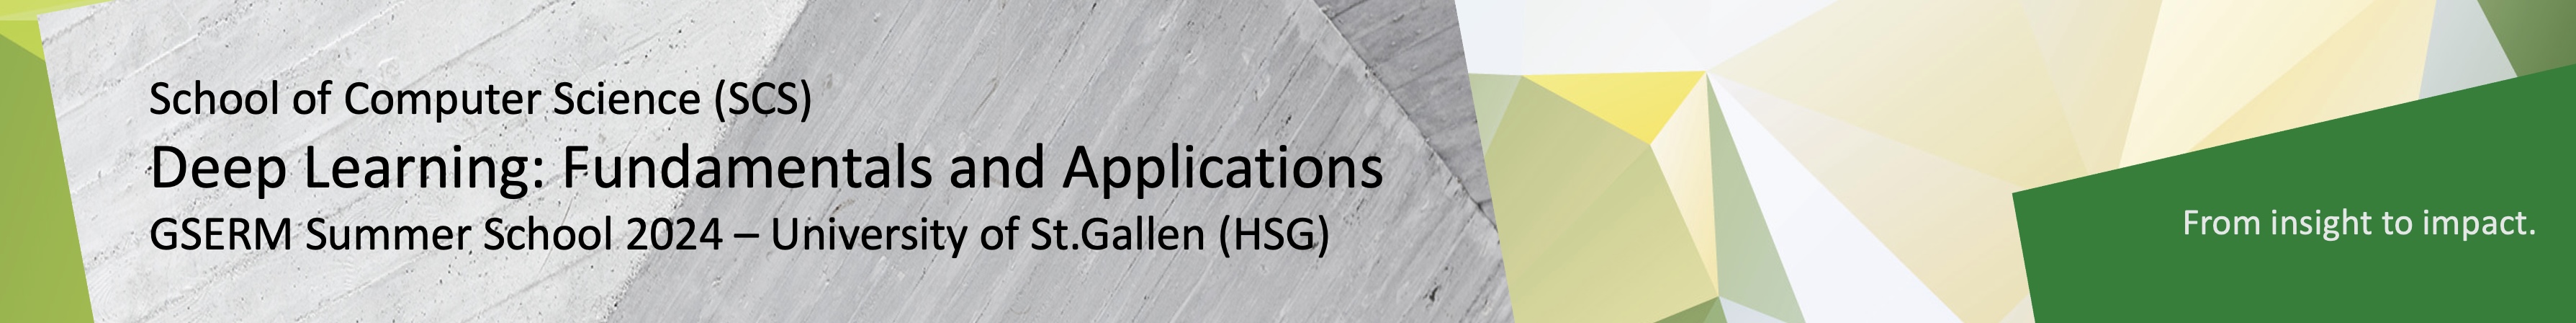 School of Computer Science (SCS)
Deep Learning: Fundamentals and Applications
GSERM Summer School 2024 – University of St.Gallen (HSG)
From insight to impact.